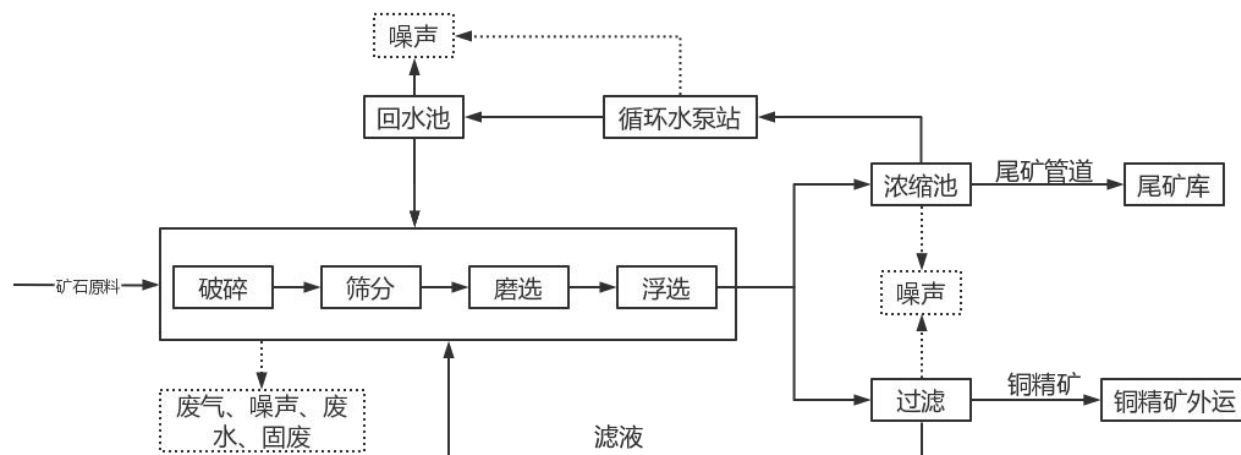 噪声
回水池
循环水泵站
浓缩池
尾矿管道
尾矿库
矿石原料
破碎
筛分
磨选
浮选
噪声
废气、噪声、废
水、固废
滤液
过滤
铜精矿
铜精矿外运